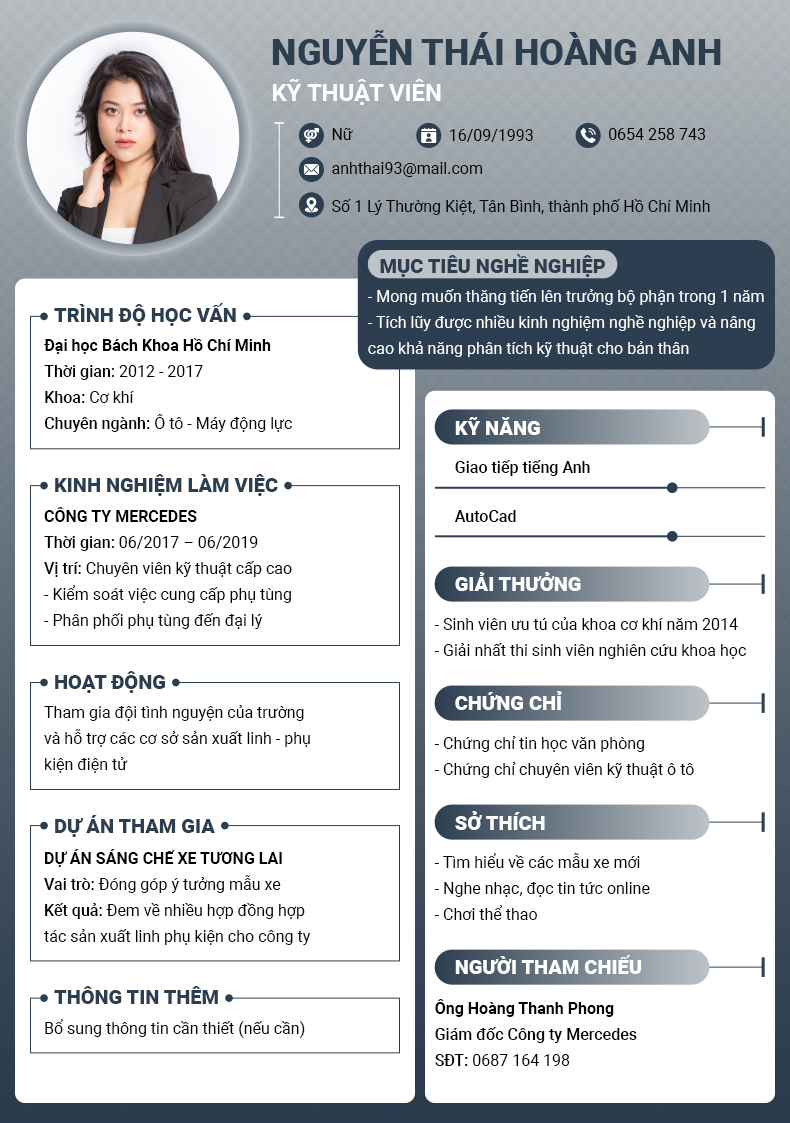 NGUYỄN THÁI HOÀNG ANH
KỸ THUẬT VIÊN
Nữ
16/09/1993
0654 258 743
anhthai93@mail.com
Số 1 Lý Thường Kiệt, Tân Bình, thành phố Hồ Chí Minh
MỤC TIÊU NGHỀ NGHIỆP
- Mong muốn thăng tiến lên trưởng bộ phận trong 1 năm
- Tích lũy được nhiều kinh nghiệm nghề nghiệp và nâng
cao khả năng phân tích kỹ thuật cho bản thân
TRÌNH ĐỘ HỌC VẤN
Đại học Bách Khoa Hồ Chí Minh
Thời gian: 2012 - 2017
Khoa: Cơ khí
Chuyên ngành: Ô tô - Máy động lực
KINH NGHIỆM LÀM VIỆC
CÔNG TY MERCEDES
Thời gian: 06/2017 – 06/2019
Vị trí: Chuyên viên kỹ thuật cấp cao
- Kiểm soát việc cung cấp phụ tùng
- Phân phối phụ tùng đến đại lý
HOẠT ĐỘNG
Tham gia đội tình nguyện của trường
và hỗ trợ các cơ sở sản xuất linh - phụ
kiện điện tử
DỰ ÁN THAM GIA
DỰ ÁN SÁNG CHẾ XE TƯƠNG LAI
Vai trò: Đóng góp ý tưởng mẫu xe
Kết quả: Đem về nhiều hợp đồng hợp
tác sản xuất linh phụ kiện cho công ty
THÔNG TIN THÊM
Bổ sung thông tin cần thiết (nếu cần)
KỸ NĂNG
Giao tiếp tiếng Anh
AutoCad
GIẢI THƯỞNG
- Sinh viên ưu tú của khoa cơ khí năm 2014
- Giải nhất thi sinh viên nghiên cứu khoa học
CHỨNG CHỈ
- Chứng chỉ tin học văn phòng
- Chứng chỉ chuyên viên kỹ thuật ô tô
SỞ THÍCH
- Tìm hiểu về các mẫu xe mới
- Nghe nhạc, đọc tin tức online
- Chơi thể thao
NGƯỜI THAM CHIẾU
Ông Hoàng Thanh Phong
Giám đốc Công ty Mercedes
SĐT: 0687 164 198